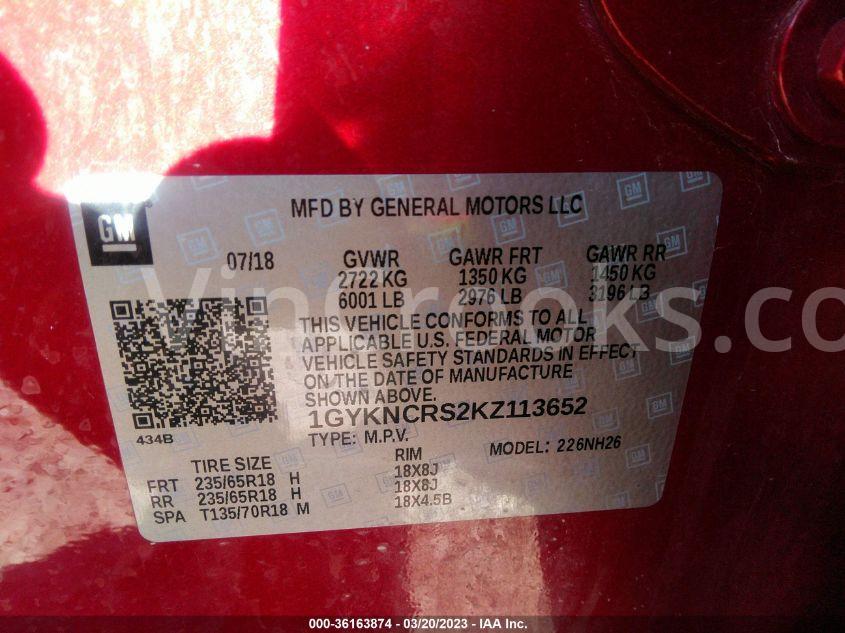 GM
MFD BY GENERAL MOTORS LLC
07/18 GVWR GAWR FRT GAWR RR
2722 KG 1350 KG 1450 KG
6001 LB 2976 LB 3196 LB
THIS VEHICLE CONFORMS TO ALL
APPLICABLE U.S. FEDERAL MOTOR
VEHICLE SAFETY STANDARDS IN EFFECT
ON THE DATE OF MANUFACTURE
SHOWN ABOVE.
1GYKNCRS2KZ113652
434B
TYPE: M.P.V. MODEL: 226NH26
TIRE SIZE RIM
FRT 235/65R18 H 18X8J
RR 235/65R18 H 18X8J
SPA T135/70R18 M 18X4.5B
000-36163874 — 03/20/2023 — IAA Inc.